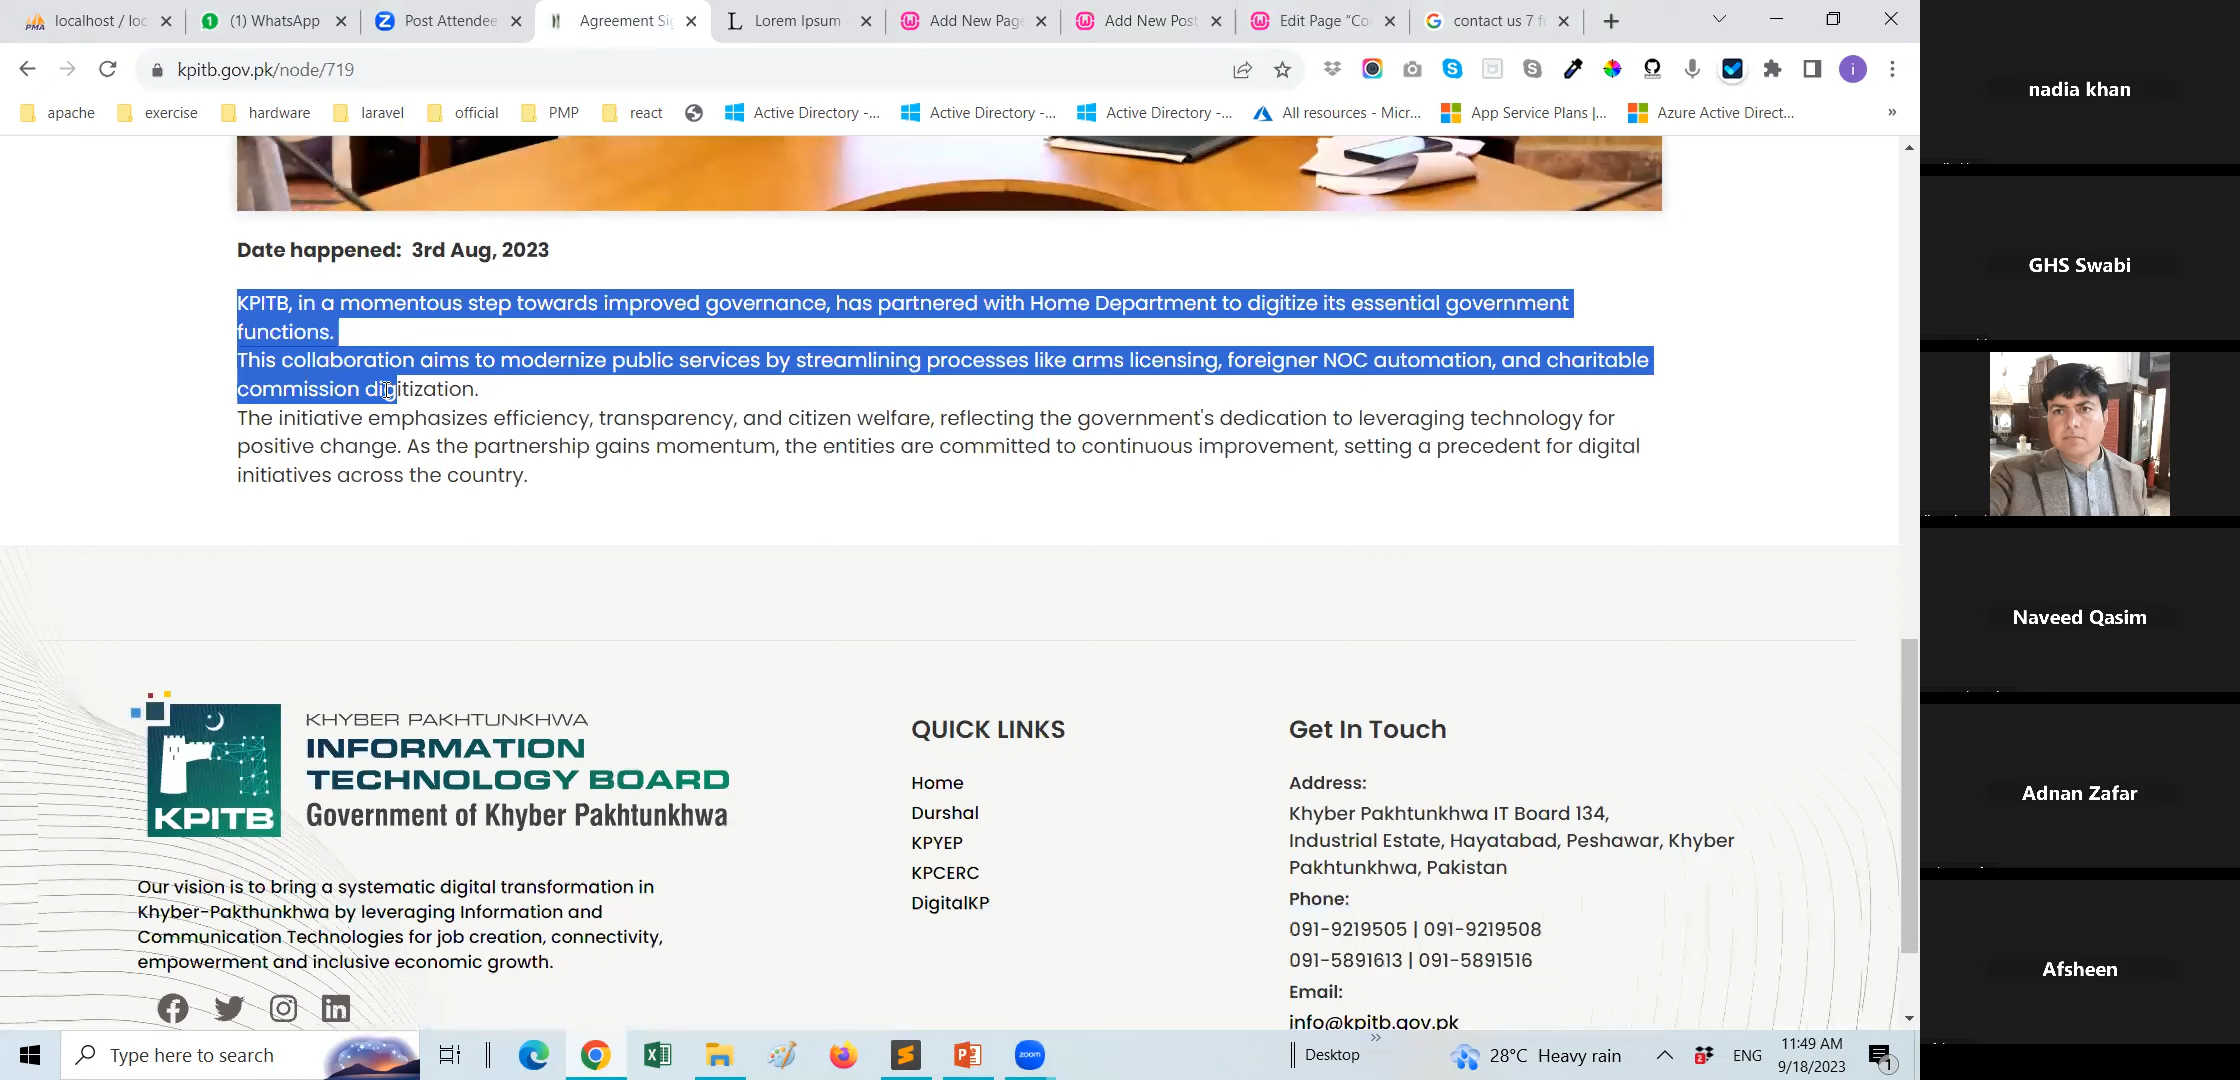 localhost / loc
(1) WhatsApp
Post Attendee
Agreement Sig
Lorem Ipsum
Add New Page
Add New Post
Edit Page "Co
contact us 7 f
kpitb.gov.pk/node/719
i
apache
exercise
hardware
laravel
official
PMP
react
Active Directory -...
Active Directory -...
Active Directory -...
All resources - Micr...
App Service Plans |...
Azure Active Direct...
»
Date happened: 3rd Aug, 2023
KPITB, in a momentous step towards improved governance, has partnered with Home Department to digitize its essential government
functions.
This collaboration aims to modernize public services by streamlining processes like arms licensing, foreigner NOC automation, and charitable
commission digitization.
The initiative emphasizes efficiency, transparency, and citizen welfare, reflecting the government's dedication to leveraging technology for
positive change. As the partnership gains momentum, the entities are committed to continuous improvement, setting a precedent for digital
initiatives across the country.
KPITB
KHYBER PAKHTUNKHWA
INFORMATION
TECHNOLOGY BOARD
Government of Khyber Pakhtunkhwa
Our vision is to bring a systematic digital transformation in
Khyber-Pakthunkhwa by leveraging Information and
Communication Technologies for job creation, connectivity,
empowerment and inclusive economic growth.
QUICK LINKS
Home
Durshal
KPYEP
KPCERC
DigitalKP
Get In Touch
Address:
Khyber Pakhtunkhwa IT Board 134,
Industrial Estate, Hayatabad, Peshawar, Khyber
Pakhtunkhwa, Pakistan
Phone:
091-9219505 | 091-9219508
091-5891613 | 091-5891516
Email:
info@kpitb.gov.pk
Type here to search
zoom
Desktop
»
28°C Heavy rain
2
ENG
11:49 AM
9/18/2023
1
nadia khan
GHS Swabi
Naveed Qasim
Adnan Zafar
Afsheen